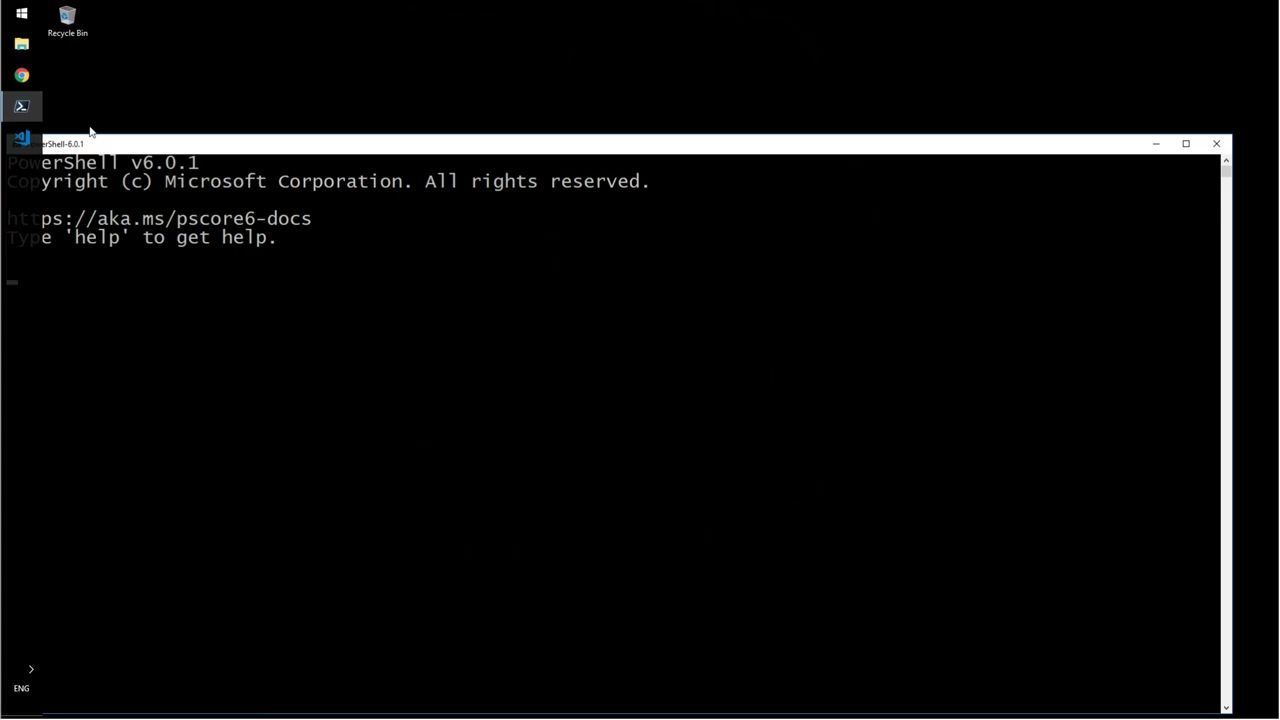 Recycle Bin
PowerShell-6.0.1
PowerShell v6.0.1
Copyright (c) Microsoft Corporation. All rights reserved.
https://aka.ms/pscore6-docs
Type 'help' to get help.
ENG